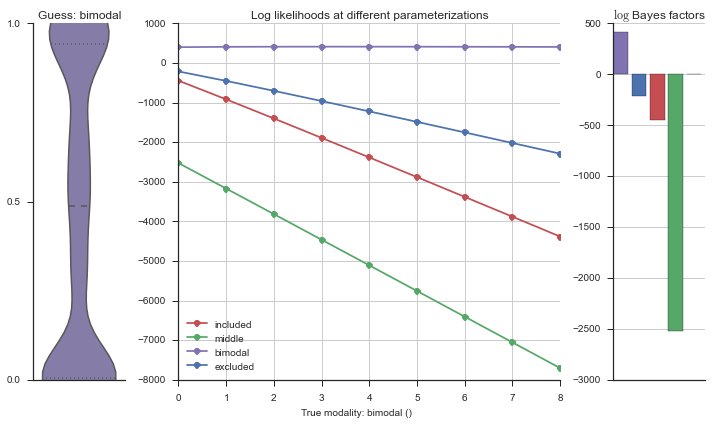 Guess: bimodal
1.0
0.5
0.0
Log likelihoods at different parameterizations
1000
0
−1000
−2000
−3000
−4000
−5000
−6000
−7000
−8000
included
middle
bimodal
excluded
0 1 2 3 4 5 6 7 8
True modality: bimodal ()
log Bayes factors
500
0
−500
−1000
−1500
−2000
−2500
−3000